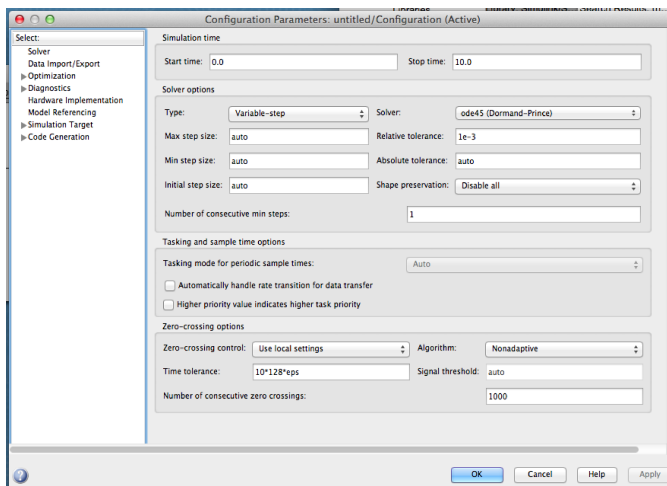 Configuration Parameters: untitled/Configuration (Active)
Select:
Solver
Data Import/Export
Optimization
Diagnostics
Hardware Implementation
Model Referencing
Simulation Target
Code Generation
Simulation time
Start time: 0.0 Stop time: 10.0
Solver options
Type: Variable-step Solver: ode45 (Dormand-Prince)
Max step size: auto Relative tolerance: 1e-3
Min step size: auto Absolute tolerance: auto
Initial step size: auto Shape preservation: Disable all
Number of consecutive min steps: 1
Tasking and sample time options
Tasking mode for periodic sample times: Auto
Automatically handle rate transition for data transfer
Higher priority value indicates higher task priority
Zero-crossing options
Zero-crossing control: Use local settings Algorithm: Nonadaptive
Time tolerance: 10*128*eps Signal threshold: auto
Number of consecutive zero crossings: 1000
? OK Cancel Help Apply